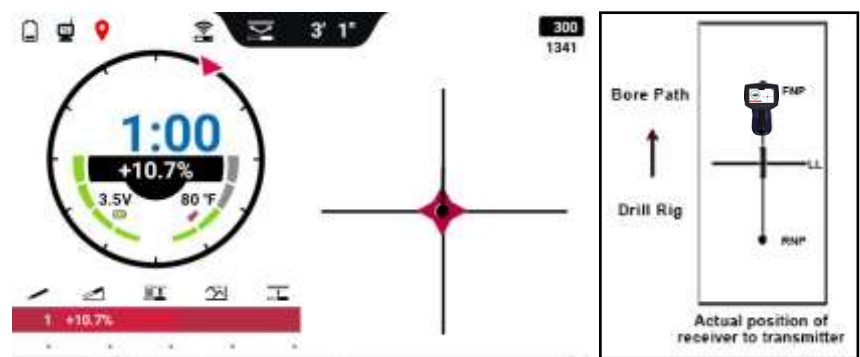 3' 1"
300
1341
1:00
+10.7%
3.5V
80 °F
1 +10.7%
Bore Path
Drill Rig
FNP
LL
RNP
Actual position of
receiver to transmitter